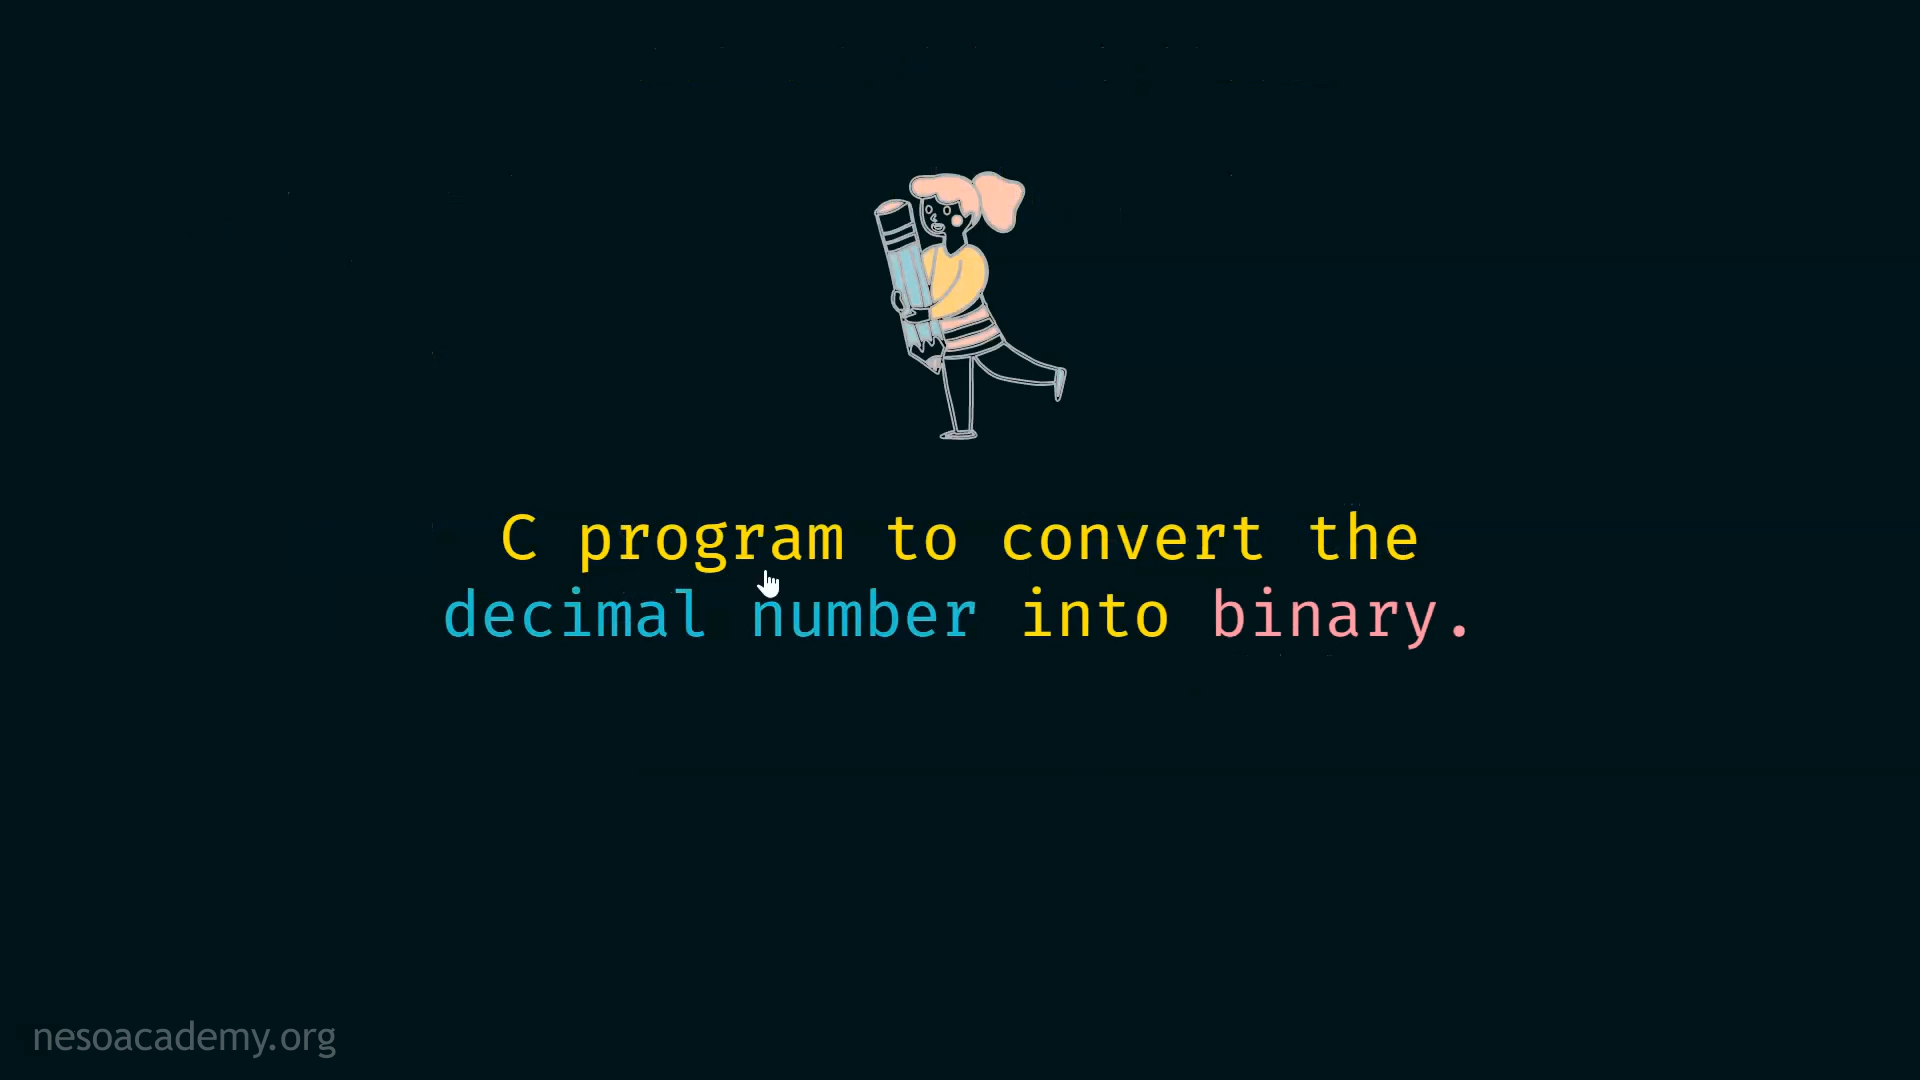 C program to convert the
decimal number into binary.
nesoacademy.org